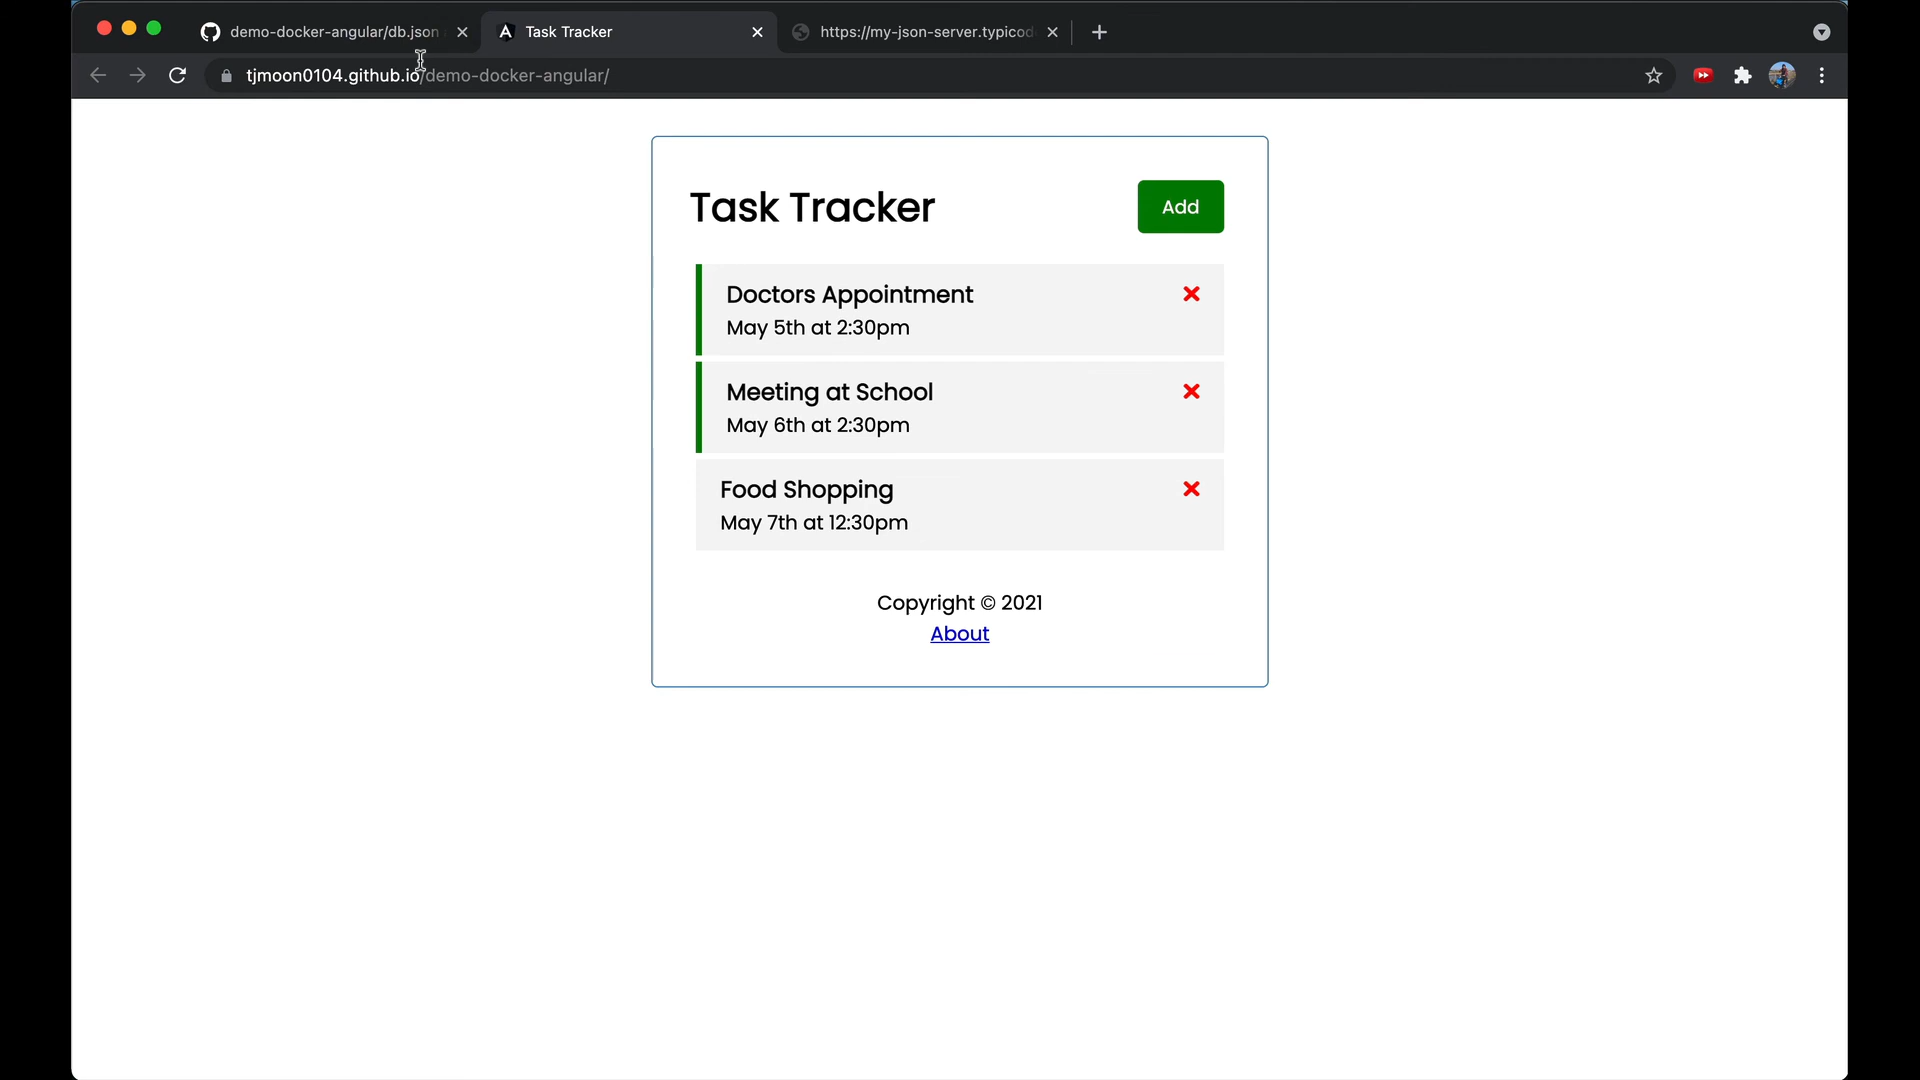 demo-docker-angular/db.json
Task Tracker
https://my-json-server.typicod
tjmoon0104.github.io/demo-docker-angular/
Task Tracker
Add
Doctors Appointment
May 5th at 2:30pm
Meeting at School
May 6th at 2:30pm
Food Shopping
May 7th at 12:30pm
Copyright © 2021
About